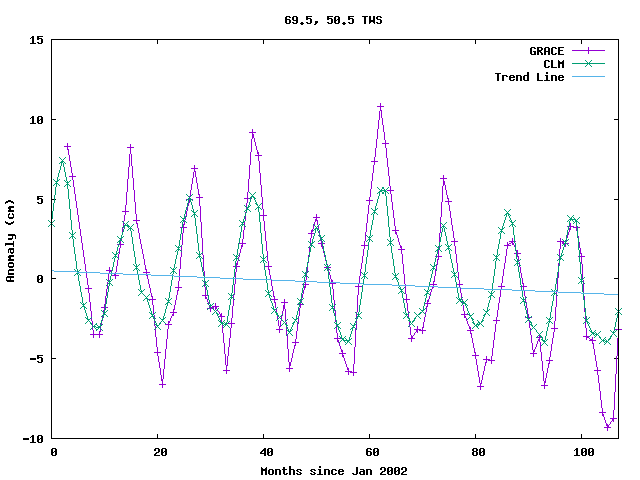 69.5, 50.5 TWS
GRACE
CLM
Trend Line
15
10
5
0
-5
-10
Anomaly (cm)
0 20 40 60 80 100
Months since Jan 2002